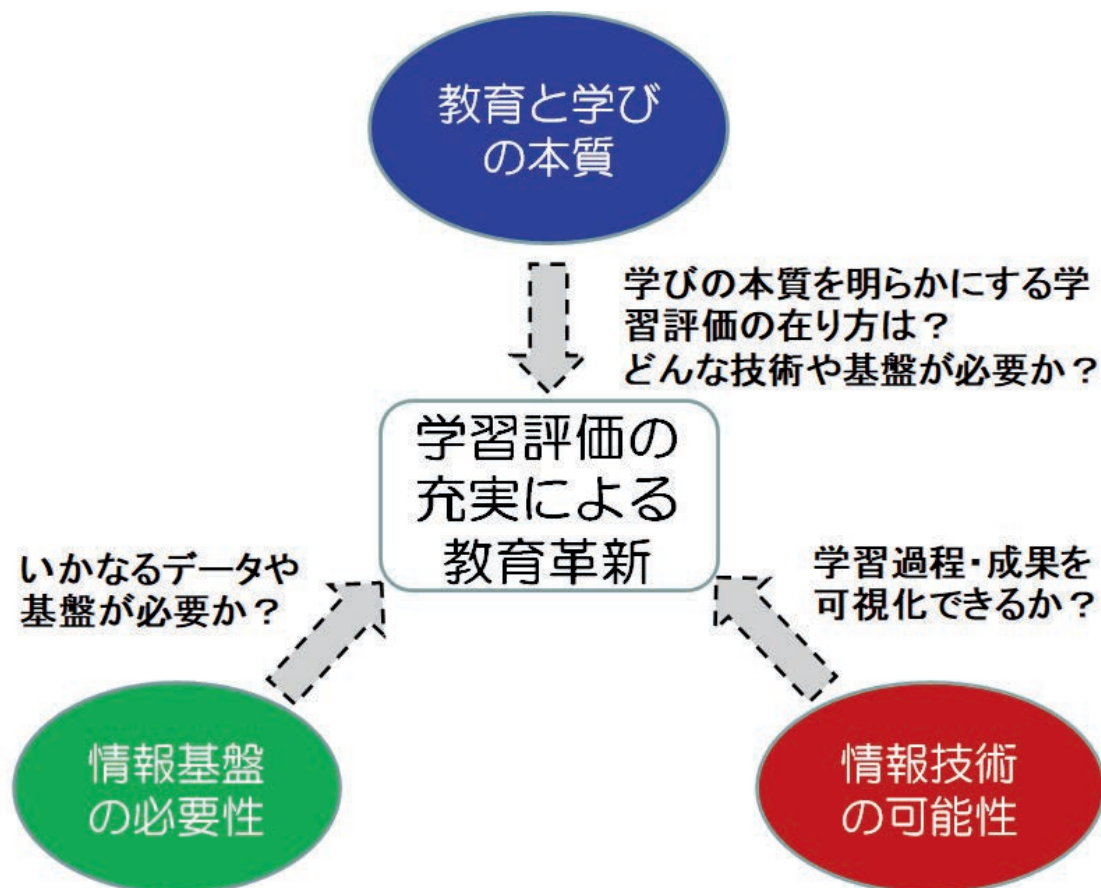 教育と学び
の本質
学びの本質を明らかにする学
習評価の在り方は？
どんな技術や基盤が必要か？
学習評価の
充実による
教育革新
いかなるデータや
基盤が必要か？
学習過程・成果を
可視化できるか？
情報基盤
の必要性
情報技術
の可能性